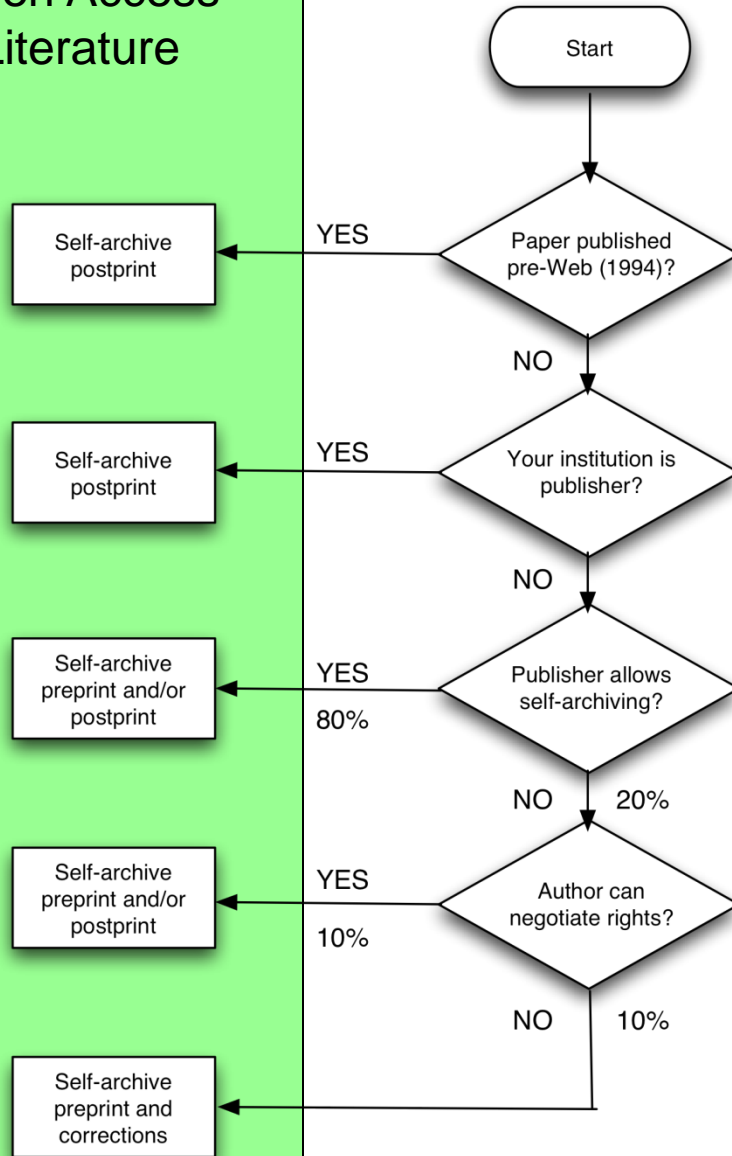 Literature
Start
Paper published
pre-Web (1994)?
YES
Self-archive
postprint
NO
Your institution is
publisher?
YES
Self-archive
postprint
NO
Publisher allows
self-archiving?
YES
80%
Self-archive
preprint and/or
postprint
NO 20%
Author can
negotiate rights?
YES
10%
Self-archive
preprint and/or
postprint
NO 10%
Self-archive
preprint and
corrections